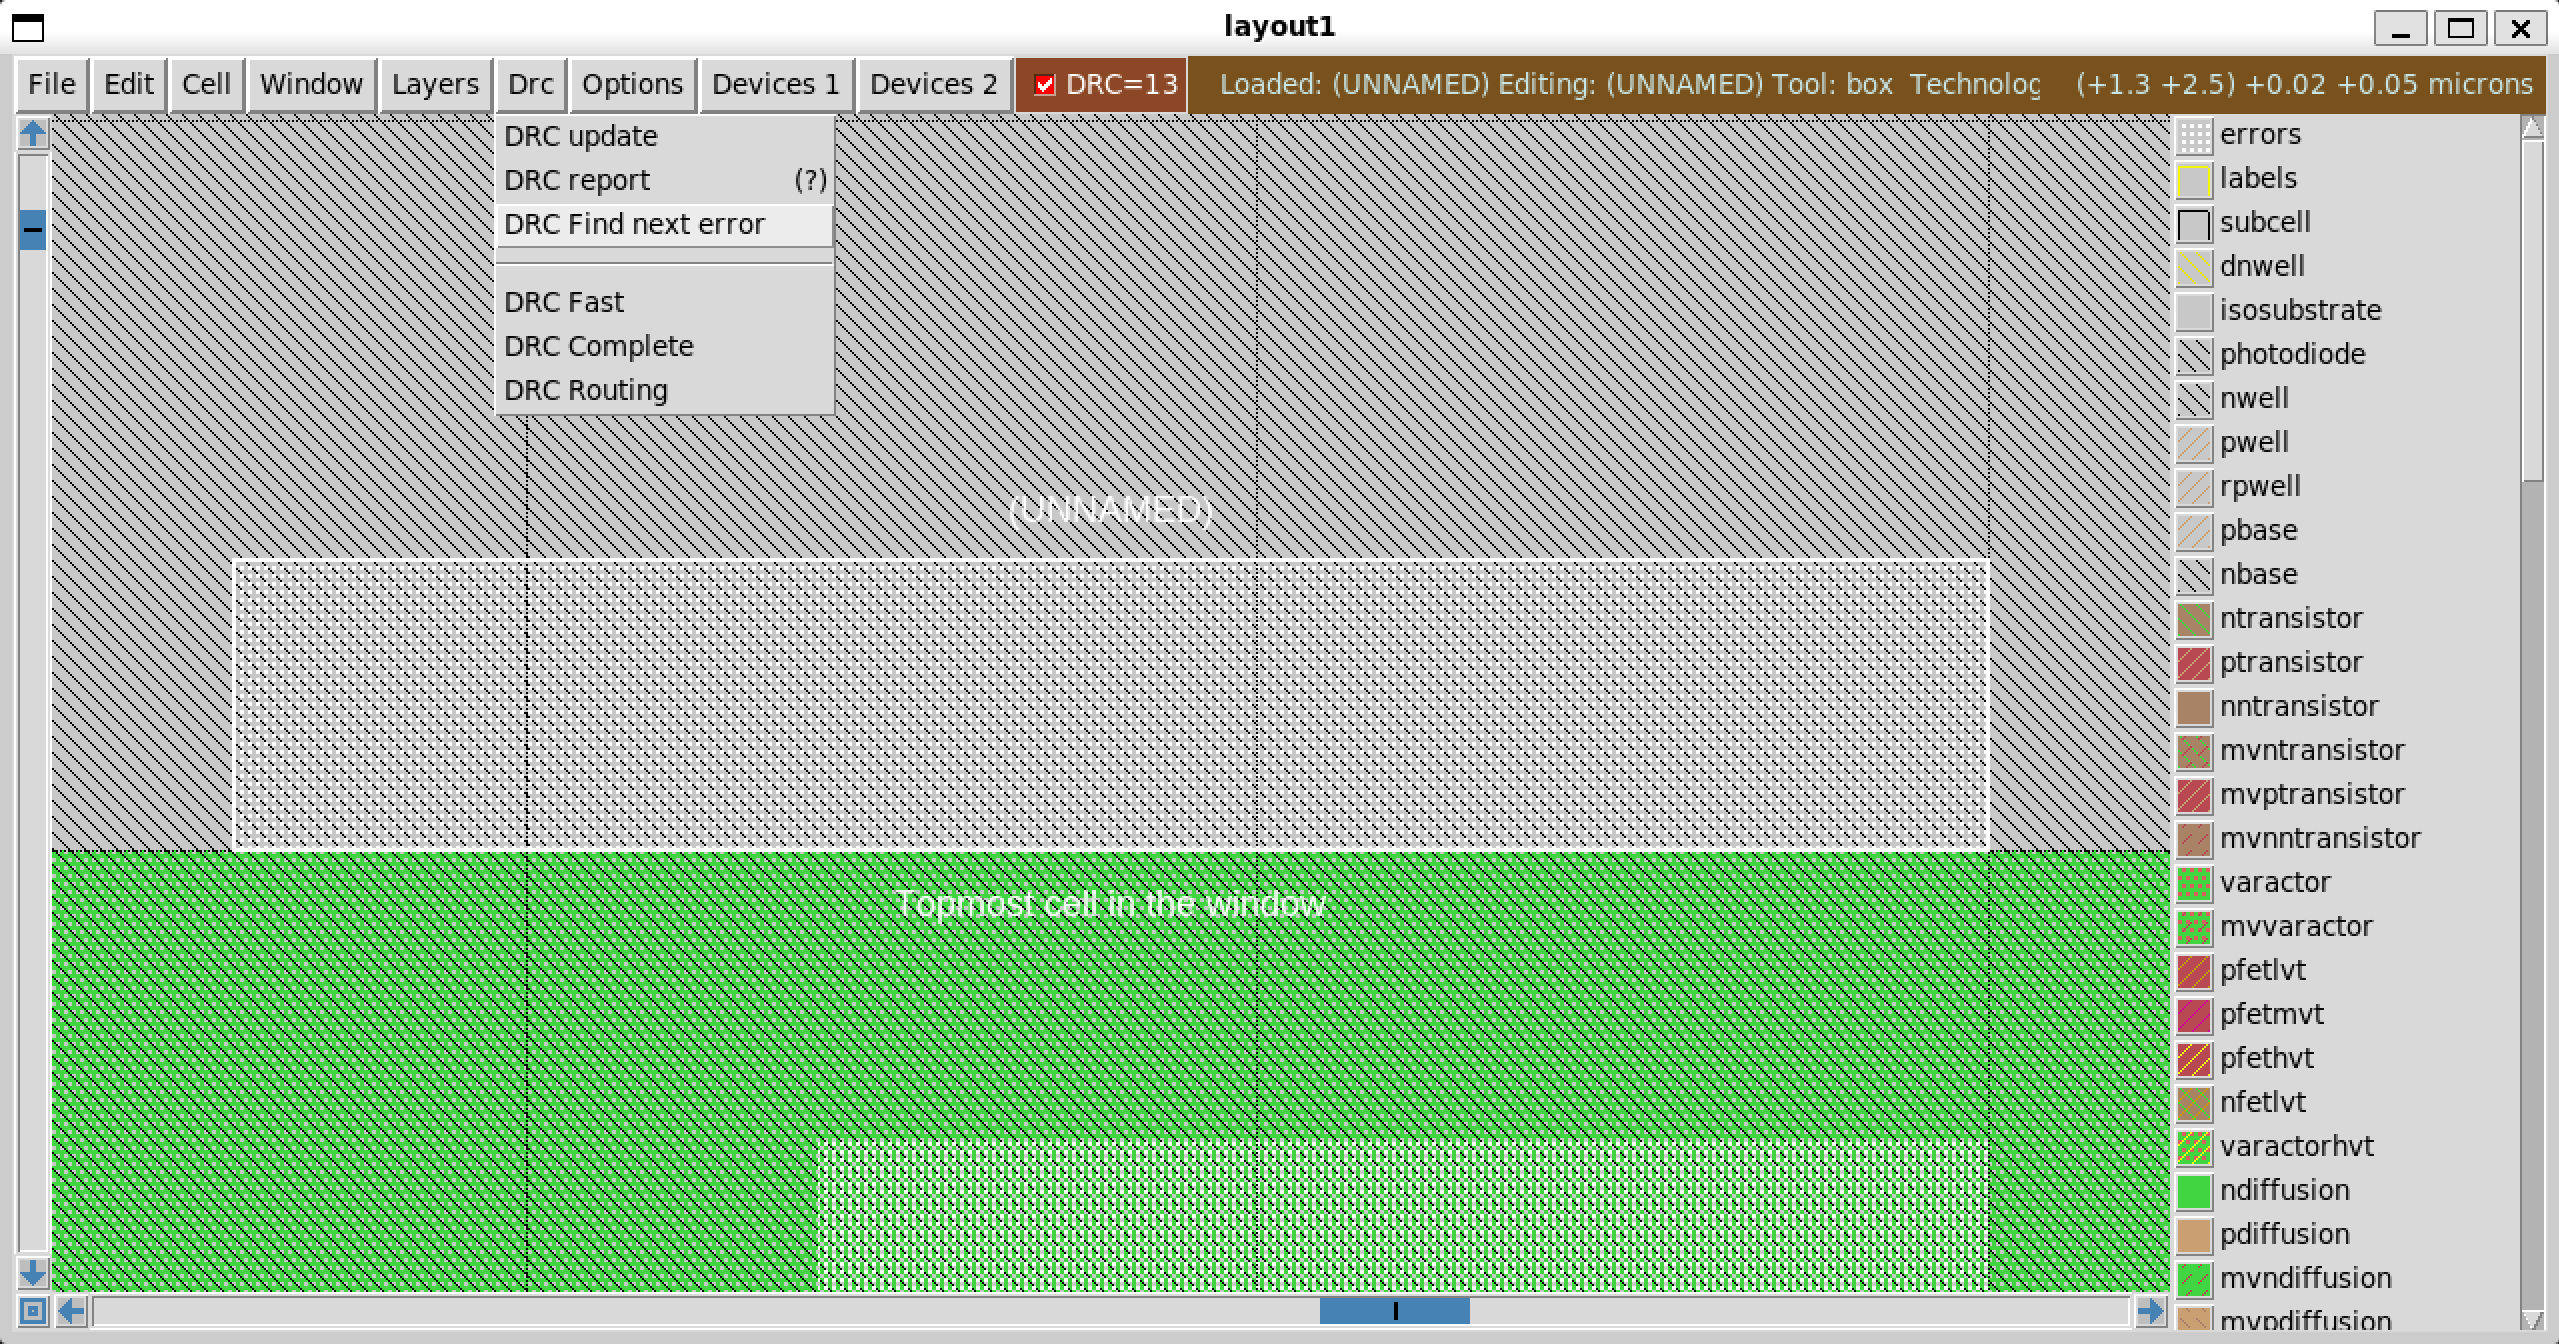 layout1
File Edit Cell Window Layers Drc Options Devices 1 Devices 2 DRC=13 Loaded: (UNNAMED) Editing: (UNNAMED) Tool: box Technolog (+1.3 +2.5) +0.02 +0.05 microns
DRC update
DRC report (?)
DRC Find next error
DRC Fast
DRC Complete
DRC Routing
(UNNAMED)
Topmost cell in the window
errors
labels
subcell
dnwell
isosubstrate
photodiode
nwell
pwell
rpwell
pbase
nbase
ntransistor
ptransistor
nntransistor
mvntransistor
mvptransistor
mvnntransistor
varactor
mvvaractor
pfetlvt
pfetmvt
pfethvt
nfetlvt
varactorhvt
ndiffusion
pdiffusion
mvndiffusion
mvpdiffusion